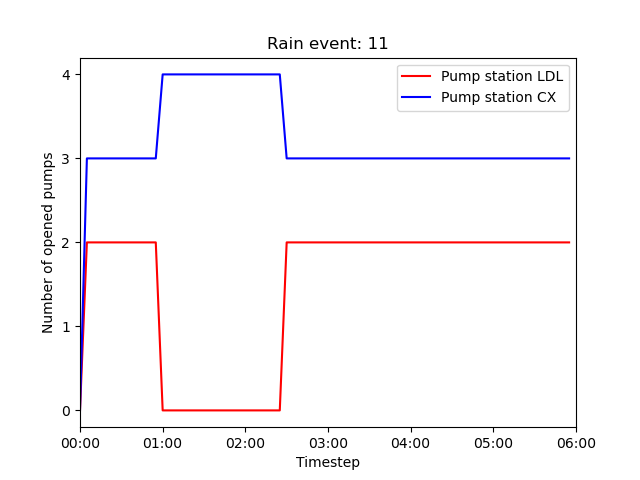 Rain event: 11
Pump station LDL
Pump station CX
Number of opened pumps
4
3
2
1
0
00:00 01:00 02:00 03:00 04:00 05:00 06:00
Timestep